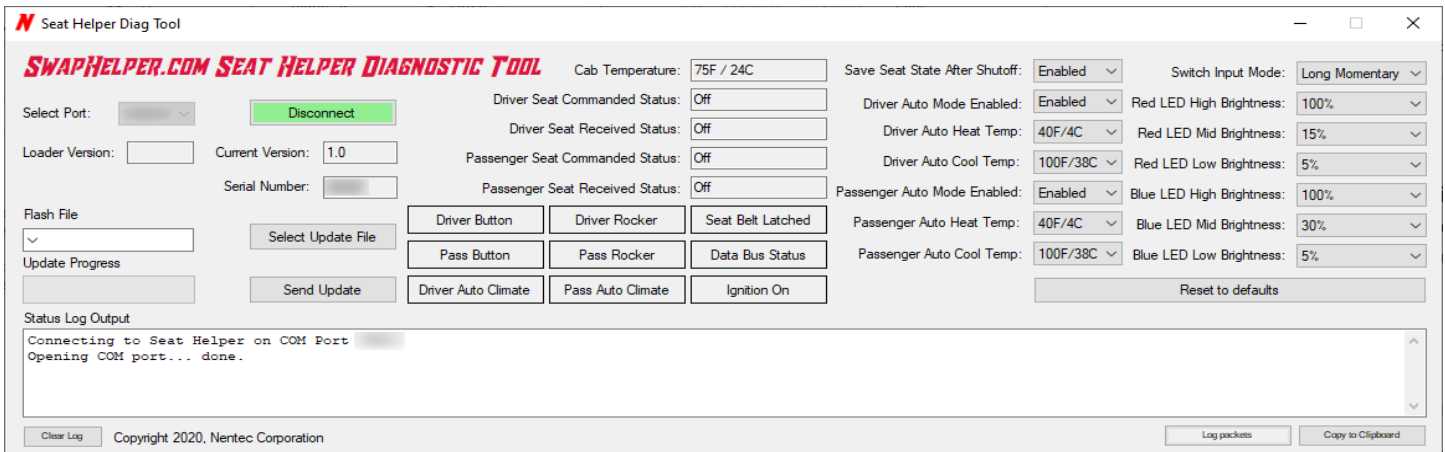 Seat Helper Diag Tool
SwapHelper.com Seat Helper Diagnostic Tool
Select Port:
Disconnect
Loader Version:
Current Version: 1.0
Serial Number:
Flash File
Select Update File
Update Progress
Send Update
Cab Temperature: 75F / 24C
Driver Seat Commanded Status: Off
Driver Seat Received Status: Off
Passenger Seat Commanded Status: Off
Passenger Seat Received Status: Off
Driver Button Driver Rocker Seat Belt Latched
Pass Button Pass Rocker Data Bus Status
Driver Auto Climate Pass Auto Climate Ignition On
Save Seat State After Shutoff: Enabled
Driver Auto Mode Enabled: Enabled
Driver Auto Heat Temp: 40F/4C
Driver Auto Cool Temp: 100F/38C
Passenger Auto Mode Enabled: Enabled
Passenger Auto Heat Temp: 40F/4C
Passenger Auto Cool Temp: 100F/38C
Switch Input Mode: Long Momentary
Red LED High Brightness: 100%
Red LED Mid Brightness: 15%
Red LED Low Brightness: 5%
Blue LED High Brightness: 100%
Blue LED Mid Brightness: 30%
Blue LED Low Brightness: 5%
Reset to defaults
Status Log Output
Connecting to Seat Helper on COM Port
Opening COM port... done.
Clear Log
Copyright 2020, Nentec Corporation
Log packets
Copy to Clipboard